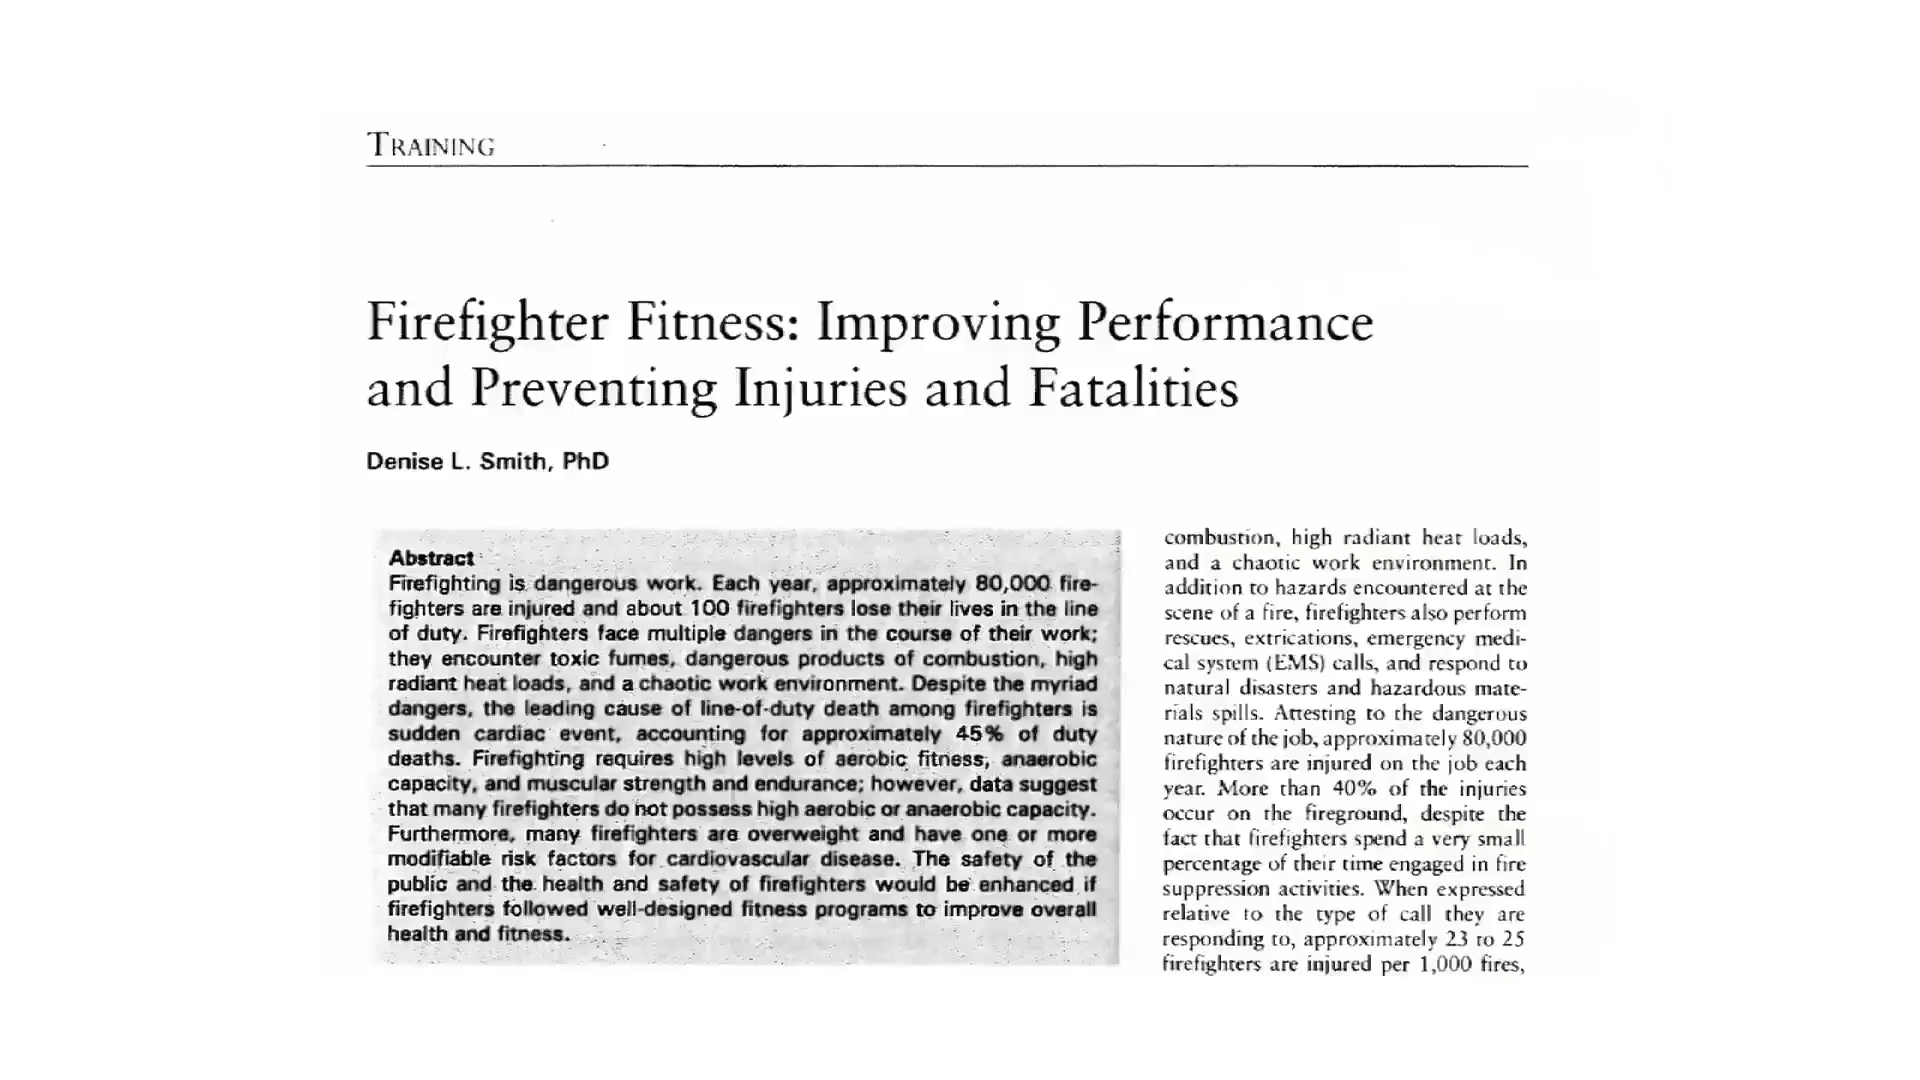 TRAINING
Firefighter Fitness: Improving Performance
and Preventing Injuries and Fatalities
Denise L. Smith, PhD
Abstract
Firefighting is dangerous work. Each year, approximately 80,000 fire-
fighters are injured and about 100 firefighters lose their lives in the line
of duty. Firefighters face multiple dangers in the course of their work;
they encounter toxic fumes, dangerous products of combustion, high
radiant heat loads, and a chaotic work environment. Despite the myriad
dangers, the leading cause of line-of-duty death among firefighters is
sudden cardiac event, accounting for approximately 45% of duty
deaths. Firefighting requires high levels of aerobic fitness, anaerobic
capacity, and muscular strength and endurance; however, data suggest
that many firefighters do not possess high aerobic or anaerobic capacity.
Furthermore, many firefighters are overweight and have one or more
modifiable risk factors for cardiovascular disease. The safety of the
public and the health and safety of firefighters would be enhanced if
firefighters followed well-designed fitness programs to improve overall
health and fitness.
combustion, high radiant heat loads,
and a chaotic work environment. In
addition to hazards encountered at the
scene of a fire, firefighters also perform
rescues, extrications, emergency medi-
cal system (EMS) calls, and respond to
natural disasters and hazardous mate-
rials spills. Attesting to the dangerous
nature of the job, approximately 80,000
firefighters are injured on the job each
year. More than 40% of the injuries
occur on the fireground, despite the
fact that firefighters spend a very small
percentage of their time engaged in fire
suppression activities. When expressed
relative to the type of call they are
responding to, approximately 23 to 25
firefighters are injured per 1,000 fires,